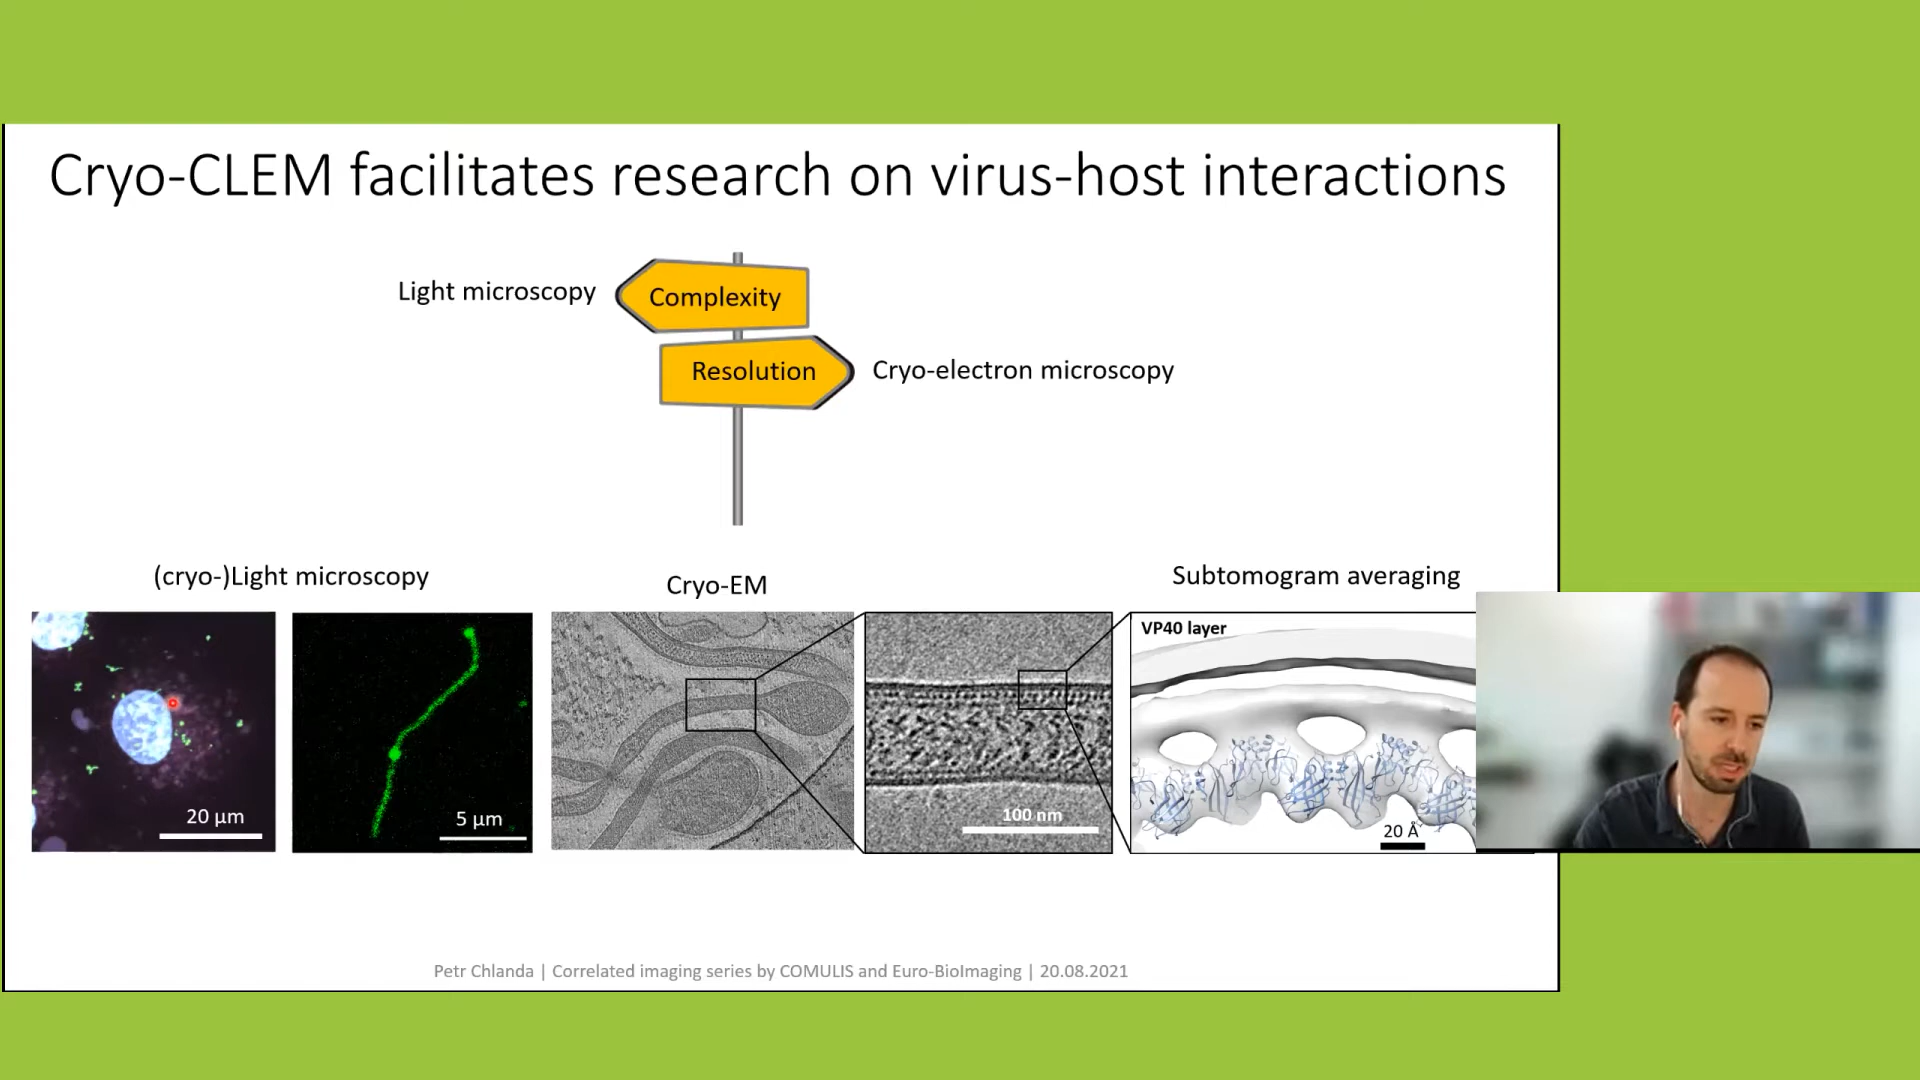 Cryo-CLEM facilitates research on virus-host interactions
Light microscopy
Complexity
Resolution
Cryo-electron microscopy
(cryo-)Light microscopy
Cryo-EM
Subtomogram averaging
VP40 layer
20 µm
5 µm
100 nm
20 Å
Petr Chlanda | Correlated imaging series by COMULIS and Euro-BioImaging | 20.08.2021